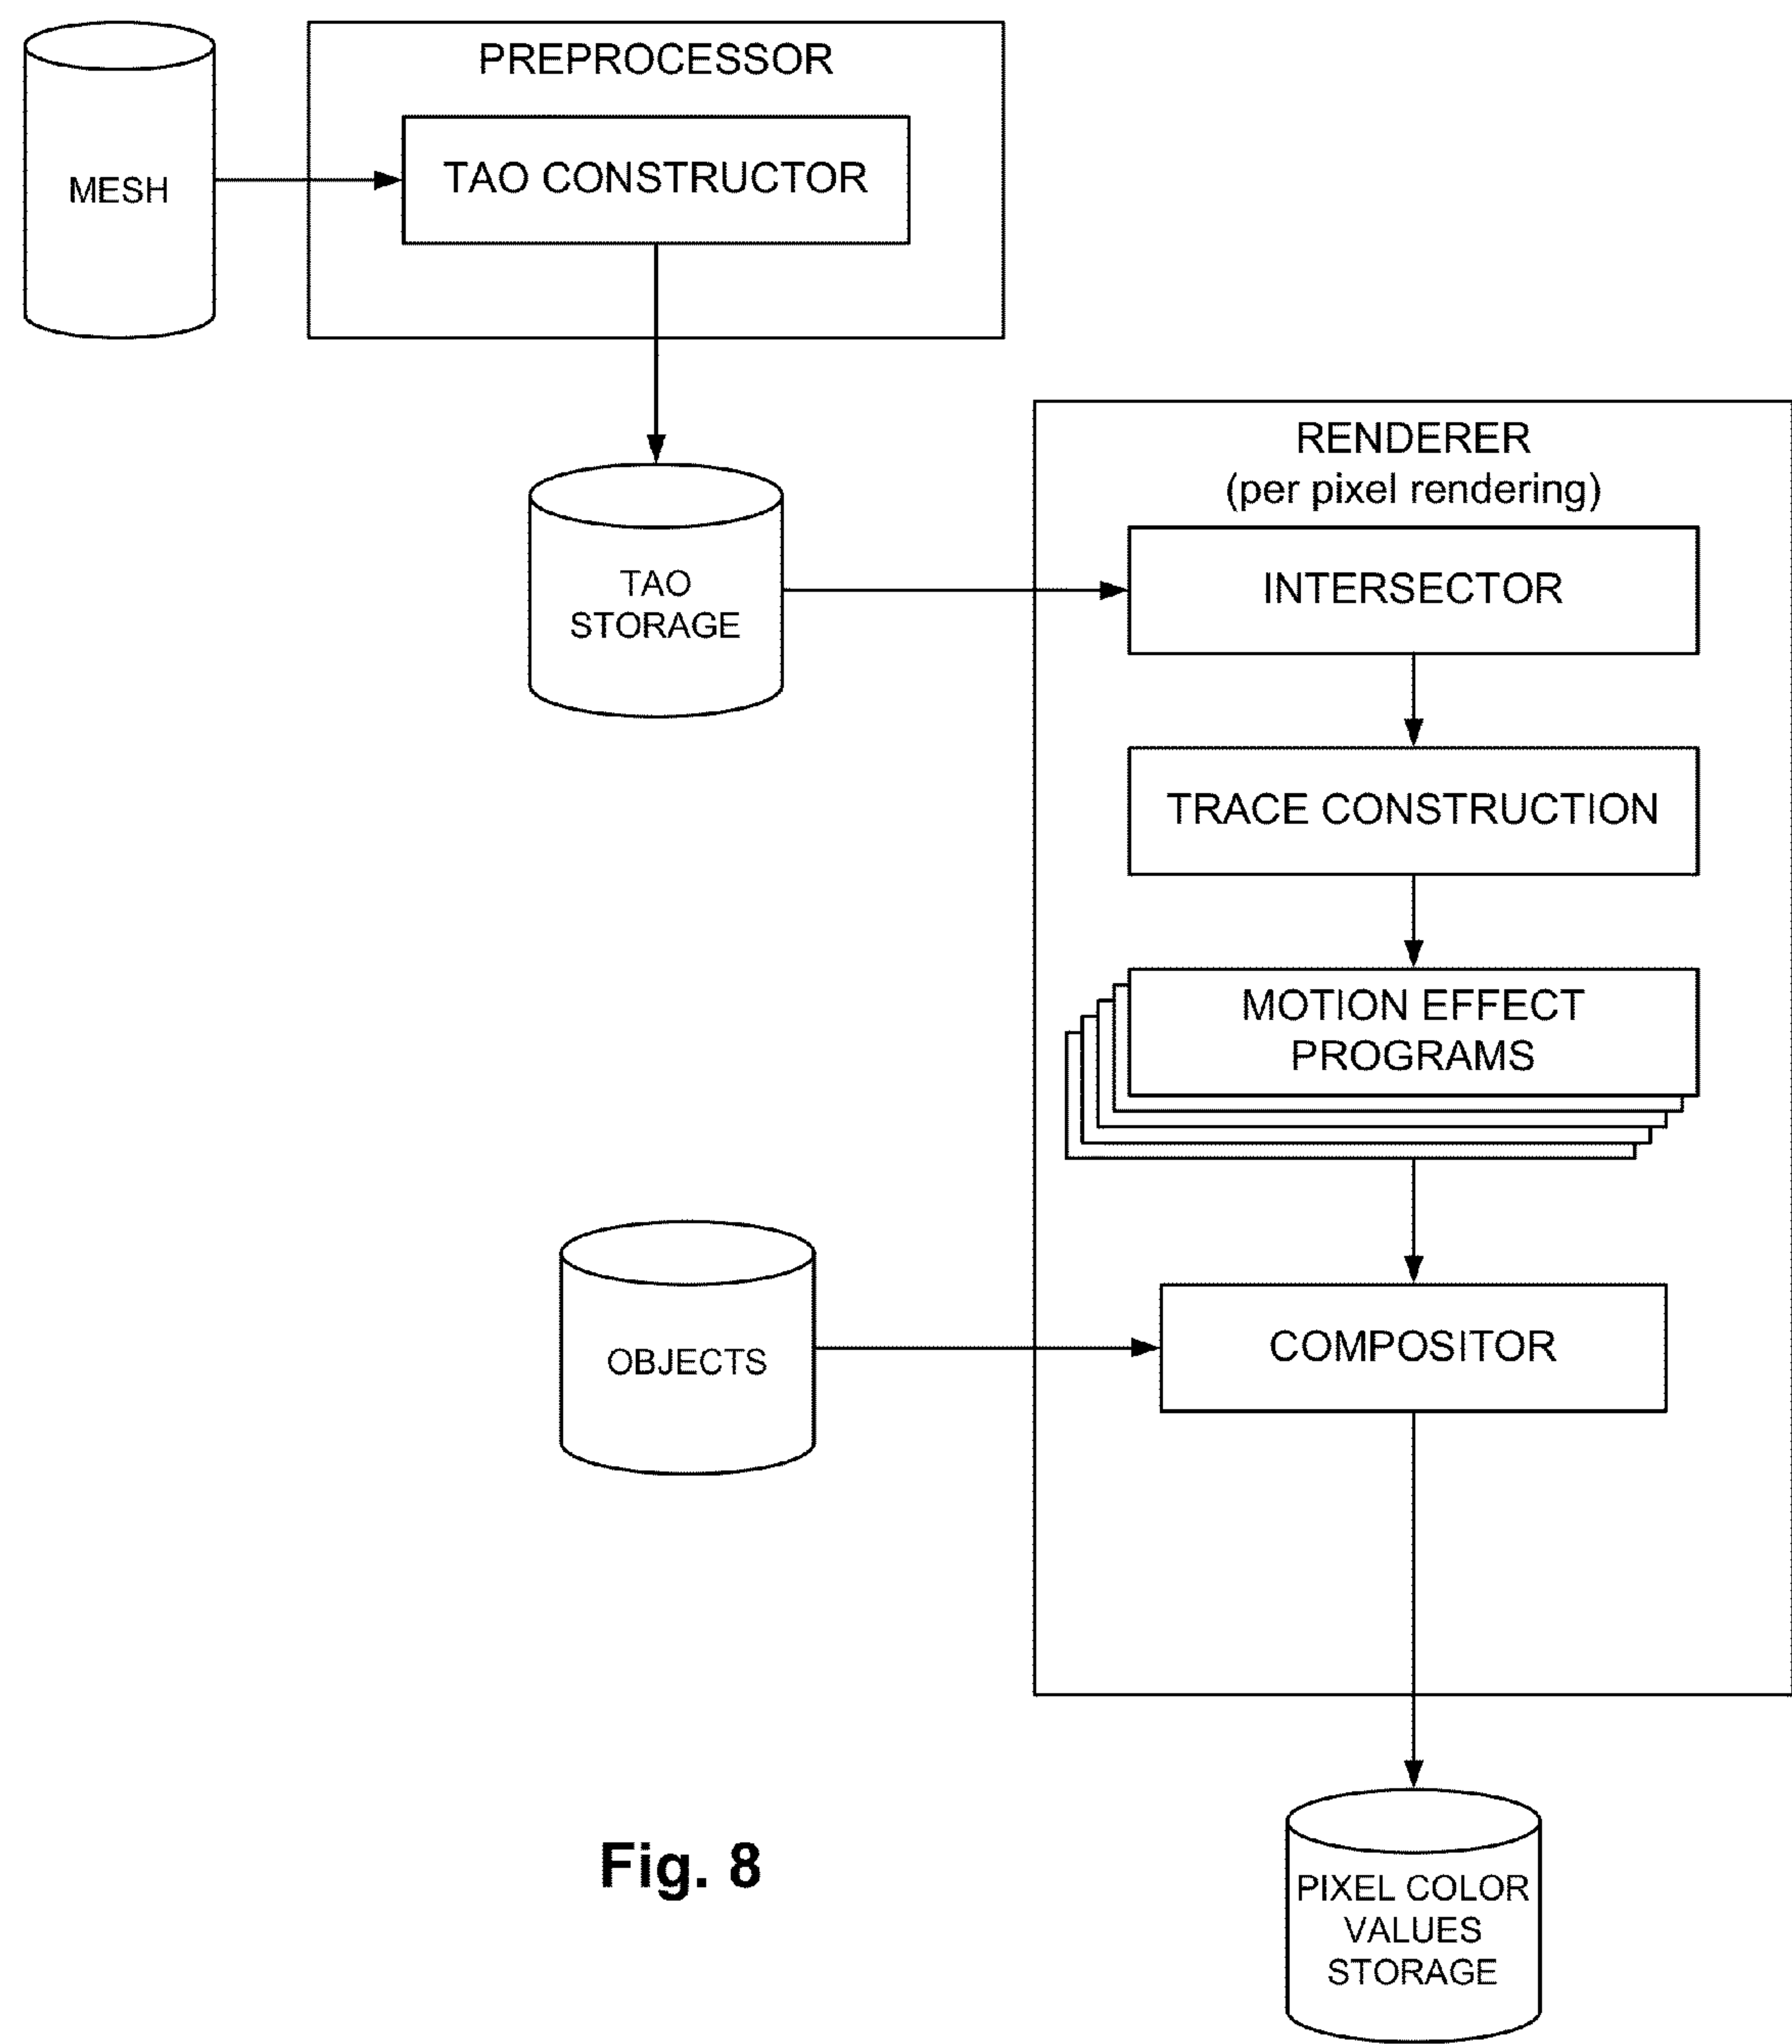 PREPROCESSOR
MESH
TAO CONSTRUCTOR
RENDERER
(per pixel rendering)
TAO
STORAGE
INTERSECTOR
TRACE CONSTRUCTION
MOTION EFFECT
PROGRAMS
OBJECTS
COMPOSITOR
Fig. 8
PIXEL COLOR
VALUES
STORAGE